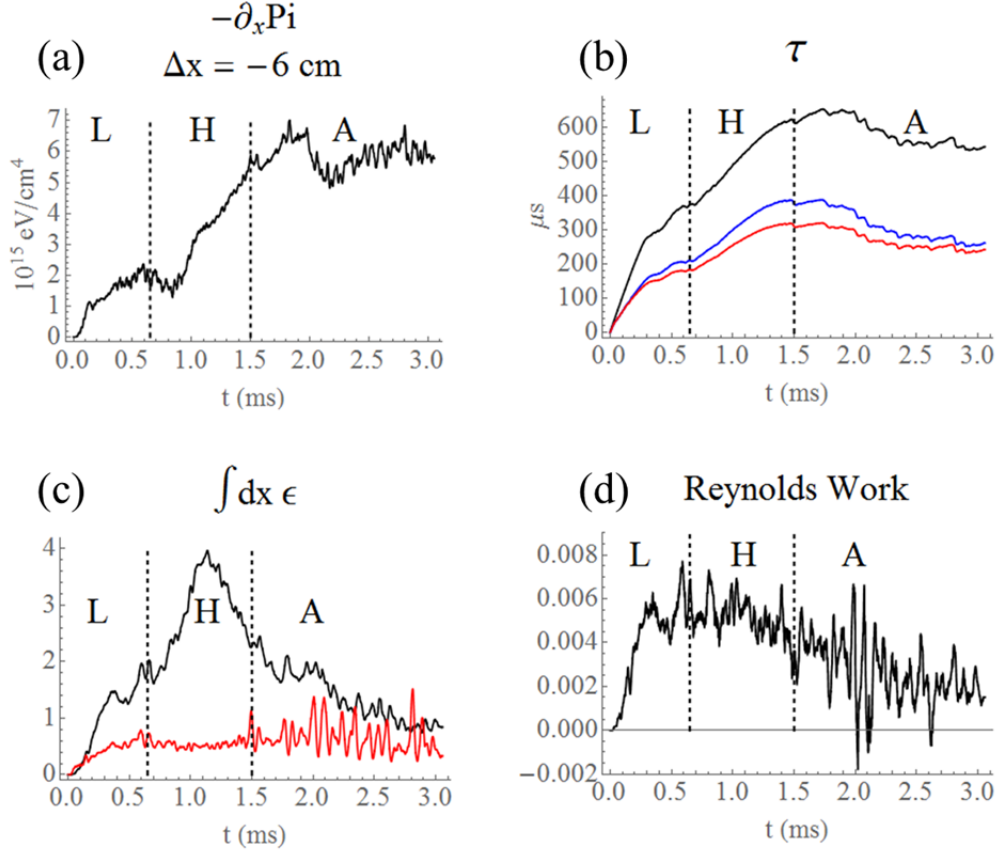 −∂ₓPi
(a) Δx = −6 cm
L H A
7
6
5
4
3
2
1
0
10¹⁵ eV/cm⁴
0.0 0.5 1.0 1.5 2.0 2.5 3.0
t (ms)
(b) τ
L H A
600
500
400
300
200
100
0
μs
0.0 0.5 1.0 1.5 2.0 2.5 3.0
t (ms)
(c) ∫ dx ϵ
L H A
4
3
2
1
0
0.0 0.5 1.0 1.5 2.0 2.5 3.0
t (ms)
(d) Reynolds Work
L H A
0.008
0.006
0.004
0.002
0.000
−0.002
0.0 0.5 1.0 1.5 2.0 2.5 3.0
t (ms)